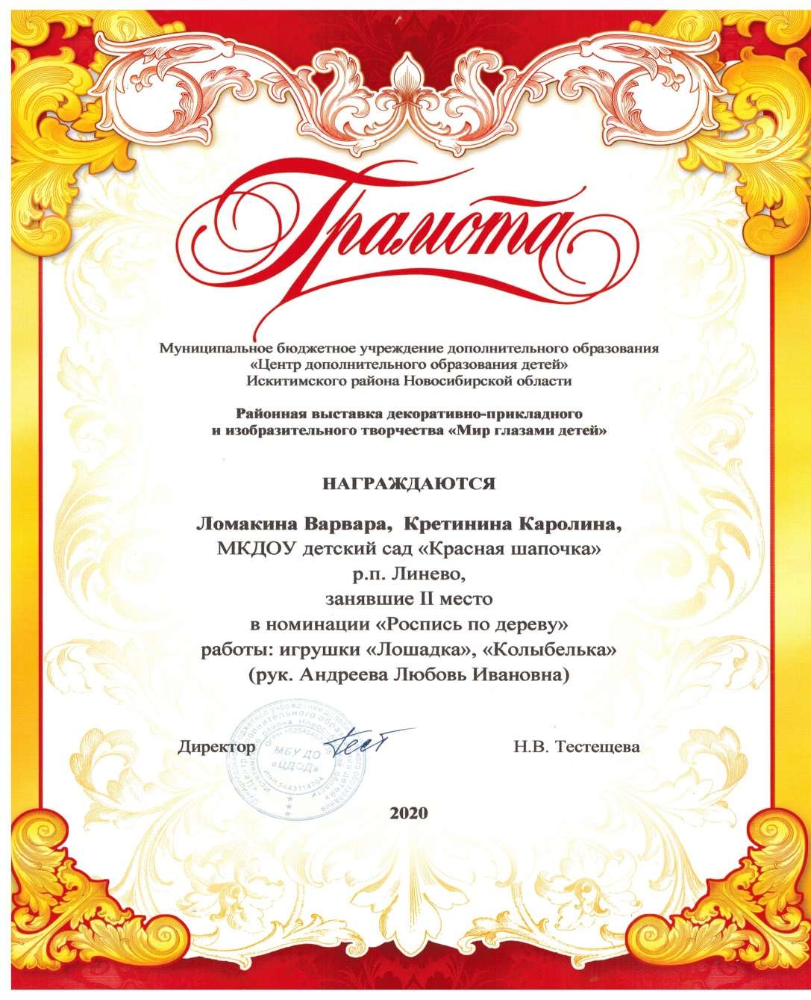 Грамота
Муниципальное бюджетное учреждение дополнительного образования
«Центр дополнительного образования детей»
Искитимского района Новосибирской области
Районная выставка декоративно-прикладного
и изобразительного творчества «Мир глазами детей»
НАГРАЖДАЮТСЯ
Ломакина Варвара, Кретинина Каролина,
МКДОУ детский сад «Красная шапочка»
р.п. Линево,
занявшие II место
в номинации «Роспись по дереву»
работы: игрушки «Лошадка», «Колыбелька»
(рук. Андреева Любовь Ивановна)
Директор
Н.В. Тестещева
МБУ ДО
«ЦДОД»
ИНН 5443114704
2020